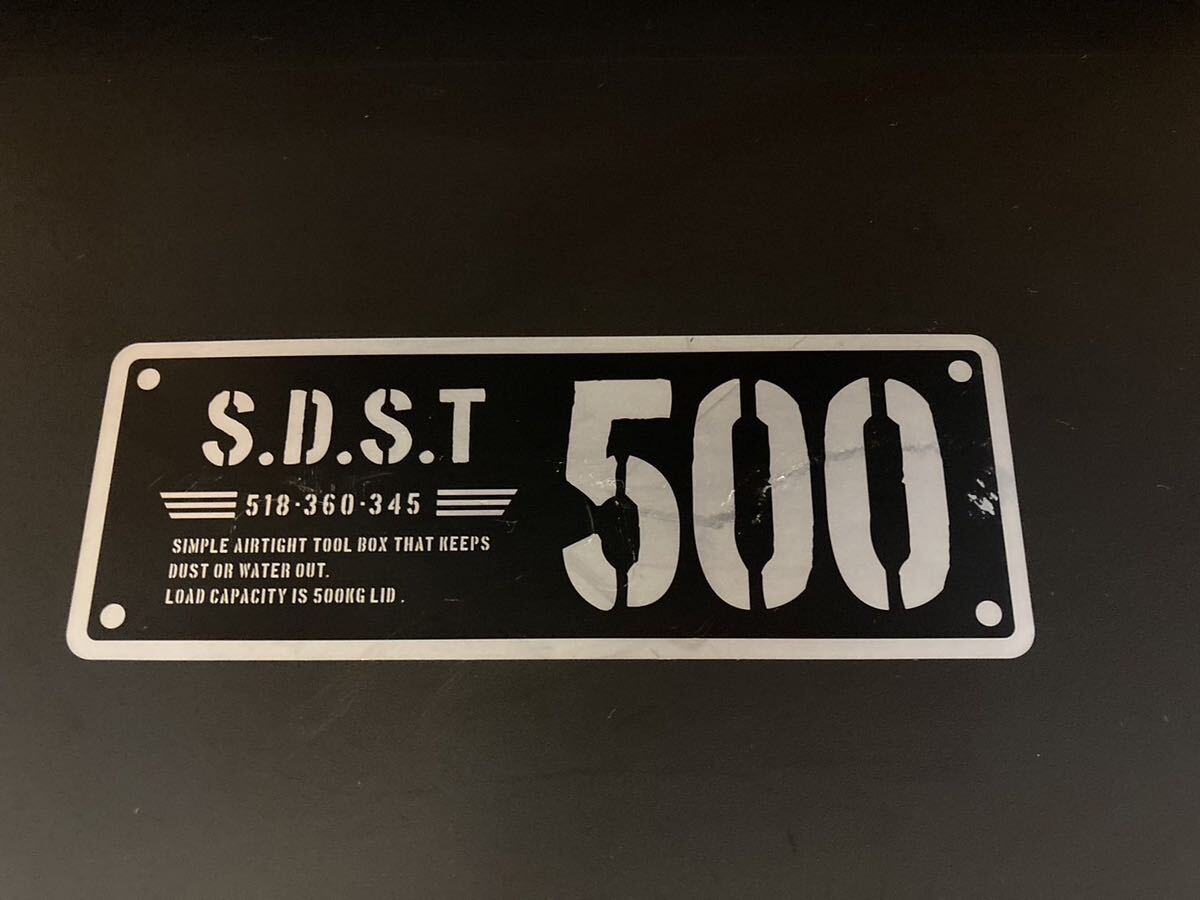 S.D.S.T
500
518-360-345
SIMPLE AIRTIGHT TOOL BOX THAT KEEPS
DUST OR WATER OUT.
LOAD CAPACITY IS 500KG LID .